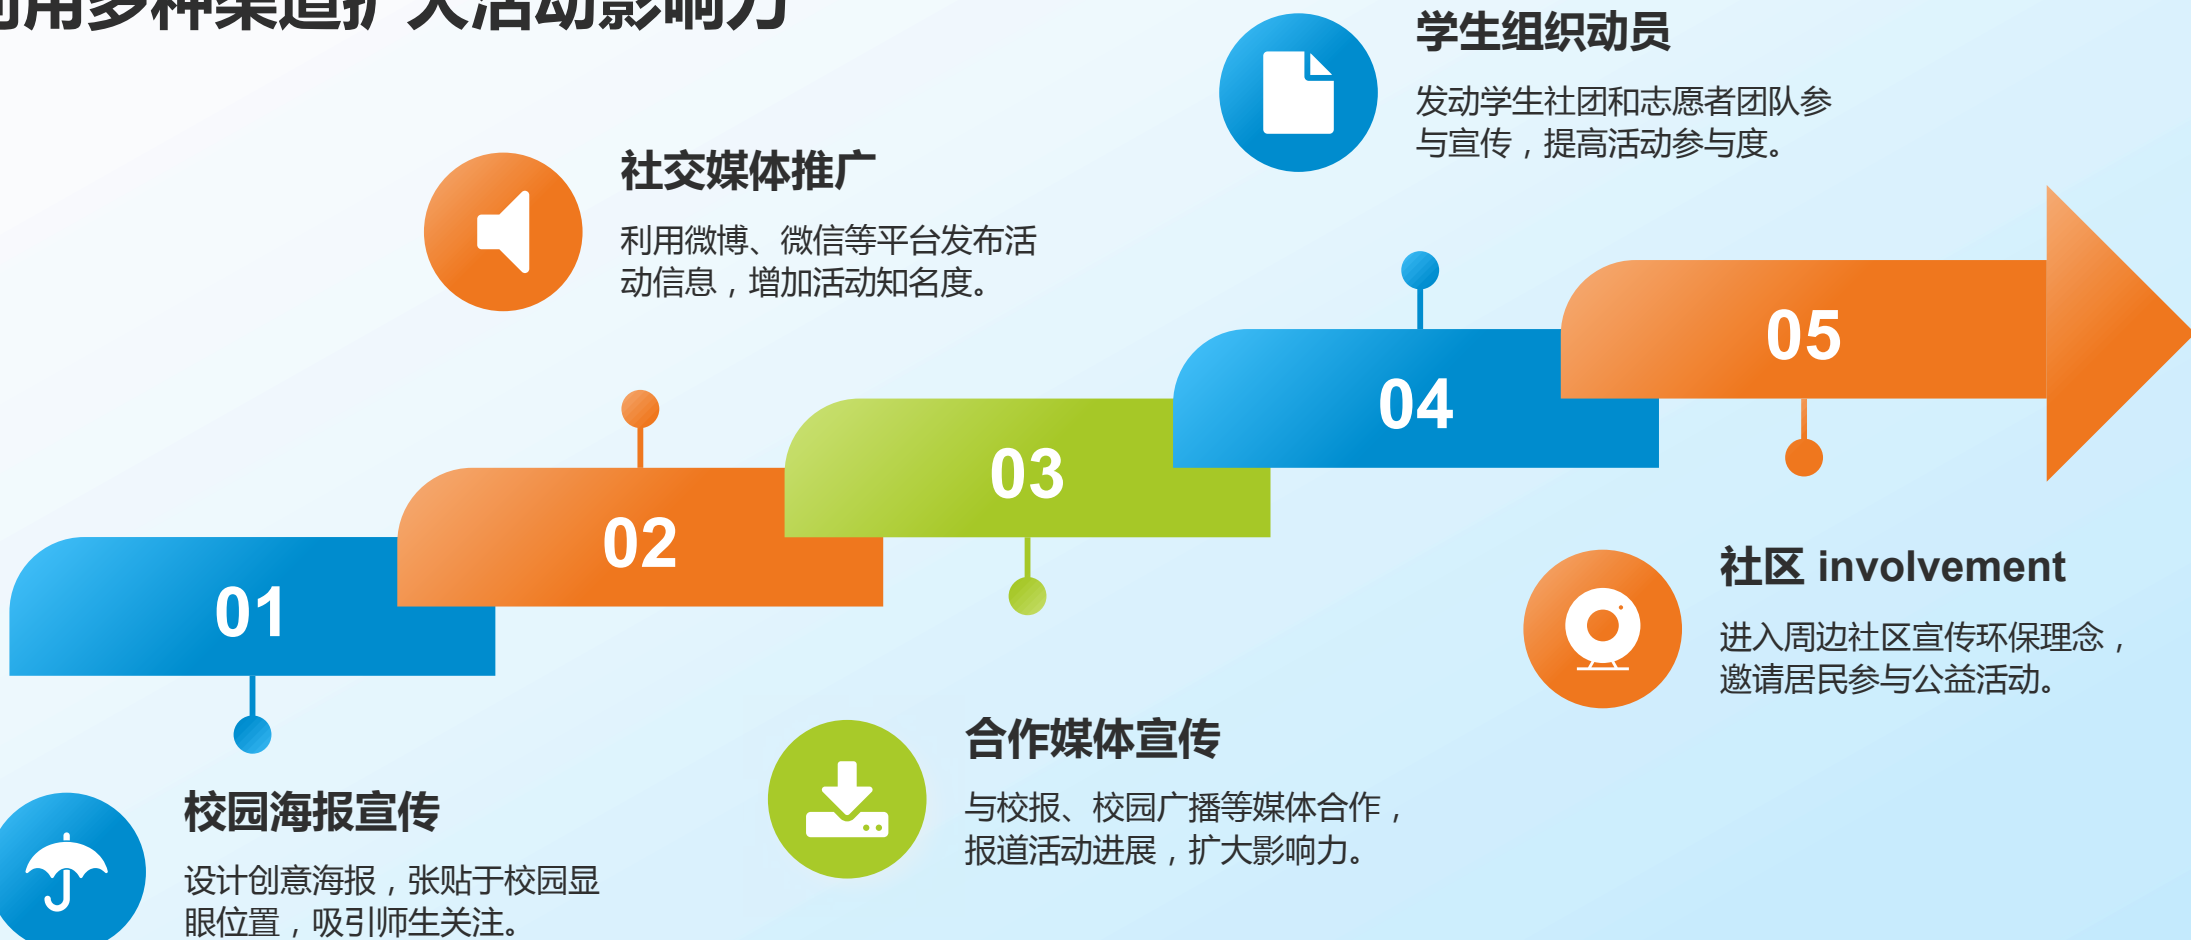 利用多种渠道扩大活动影响力
学生组织动员
发动学生社团和志愿者团队参
与宣传，提高活动参与度。
社交媒体推广
利用微博、微信等平台发布活
动信息，增加活动知名度。
05
04
03
02
01
社区 involvement
进入周边社区宣传环保理念，
邀请居民参与公益活动。
合作媒体宣传
与校报、校园广播等媒体合作，
报道活动进展，扩大影响力。
校园海报宣传
设计创意海报，张贴于校园显
眼位置，吸引师生关注。